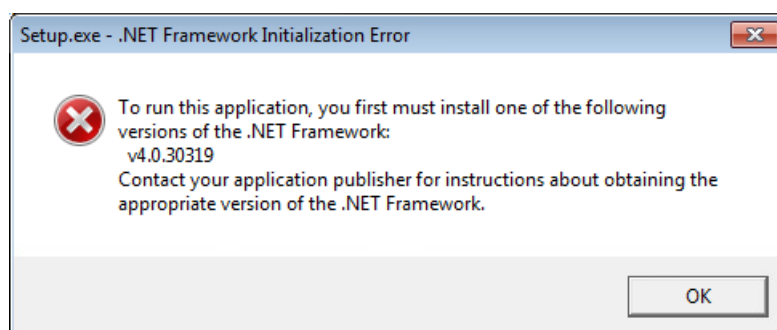 Setup.exe - .NET Framework Initialization Error
To run this application, you first must install one of the following
versions of the .NET Framework:
v4.0.30319
Contact your application publisher for instructions about obtaining the
appropriate version of the .NET Framework.
OK